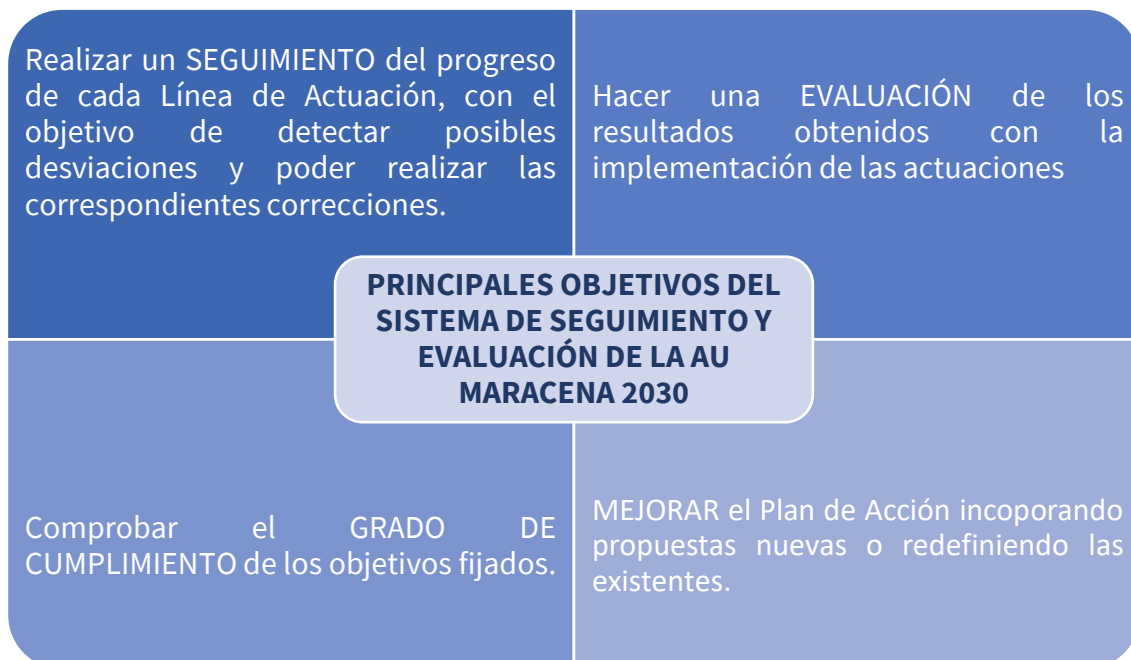 Realizar un SEGUIMIENTO del progreso
de cada Línea de Actuación, con el
objetivo de detectar posibles
desviaciones y poder realizar las
correspondientes correcciones.
Hacer una EVALUACIÓN de los
resultados obtenidos con la
implementación de las actuaciones
PRINCIPALES OBJETIVOS DEL
SISTEMA DE SEGUIMIENTO Y
EVALUACIÓN DE LA AU
MARACENA 2030
Comprobar el GRADO DE
CUMPLIMIENTO de los objetivos fijados.
MEJORAR el Plan de Acción incoporando
propuestas nuevas o redefiniendo las
existentes.